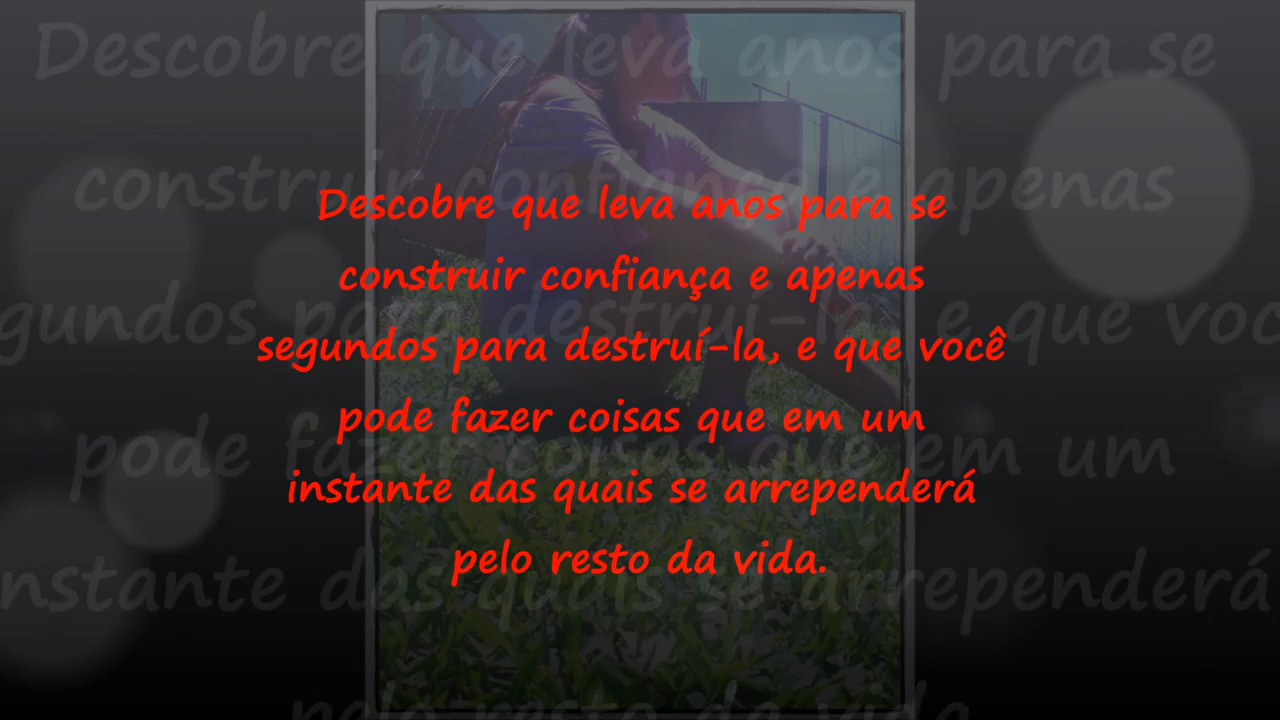 Descobre que leva anos para se
construir confiança e apenas
segundos para destruí-la, e que você
pode fazer coisas que em um
instante das quais se arrependerá
pelo resto da vida.